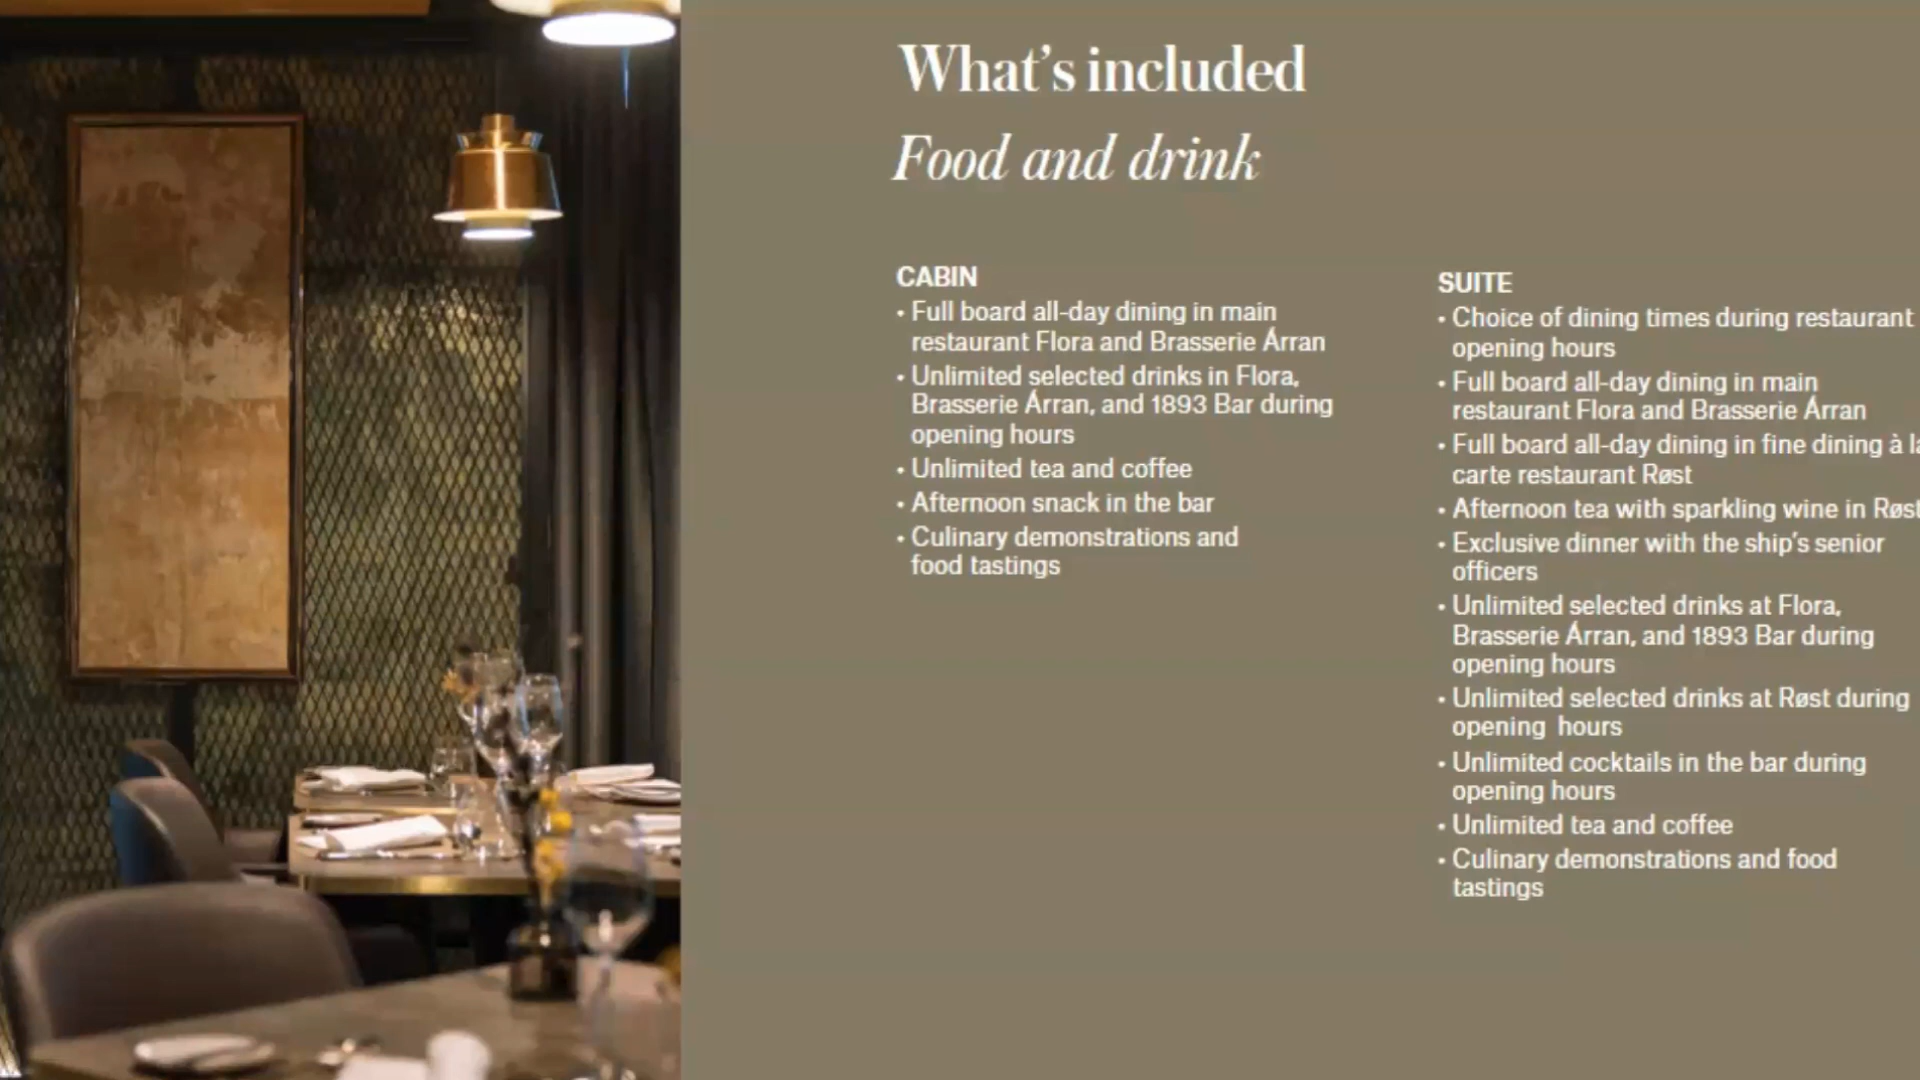 What's included
Food and drink
CABIN
• Full board all-day dining in main
restaurant Flora and Brasserie Árran
• Unlimited selected drinks in Flora,
Brasserie Árran, and 1893 Bar during
opening hours
• Unlimited tea and coffee
• Afternoon snack in the bar
• Culinary demonstrations and
food tastings
SUITE
• Choice of dining times during restaurant
opening hours
• Full board all-day dining in main
restaurant Flora and Brasserie Árran
• Full board all-day dining in fine dining à la
carte restaurant Røst
• Afternoon tea with sparkling wine in Røst
• Exclusive dinner with the ship's senior
officers
• Unlimited selected drinks at Flora,
Brasserie Árran, and 1893 Bar during
opening hours
• Unlimited selected drinks at Røst during
opening hours
• Unlimited cocktails in the bar during
opening hours
• Unlimited tea and coffee
• Culinary demonstrations and food
tastings